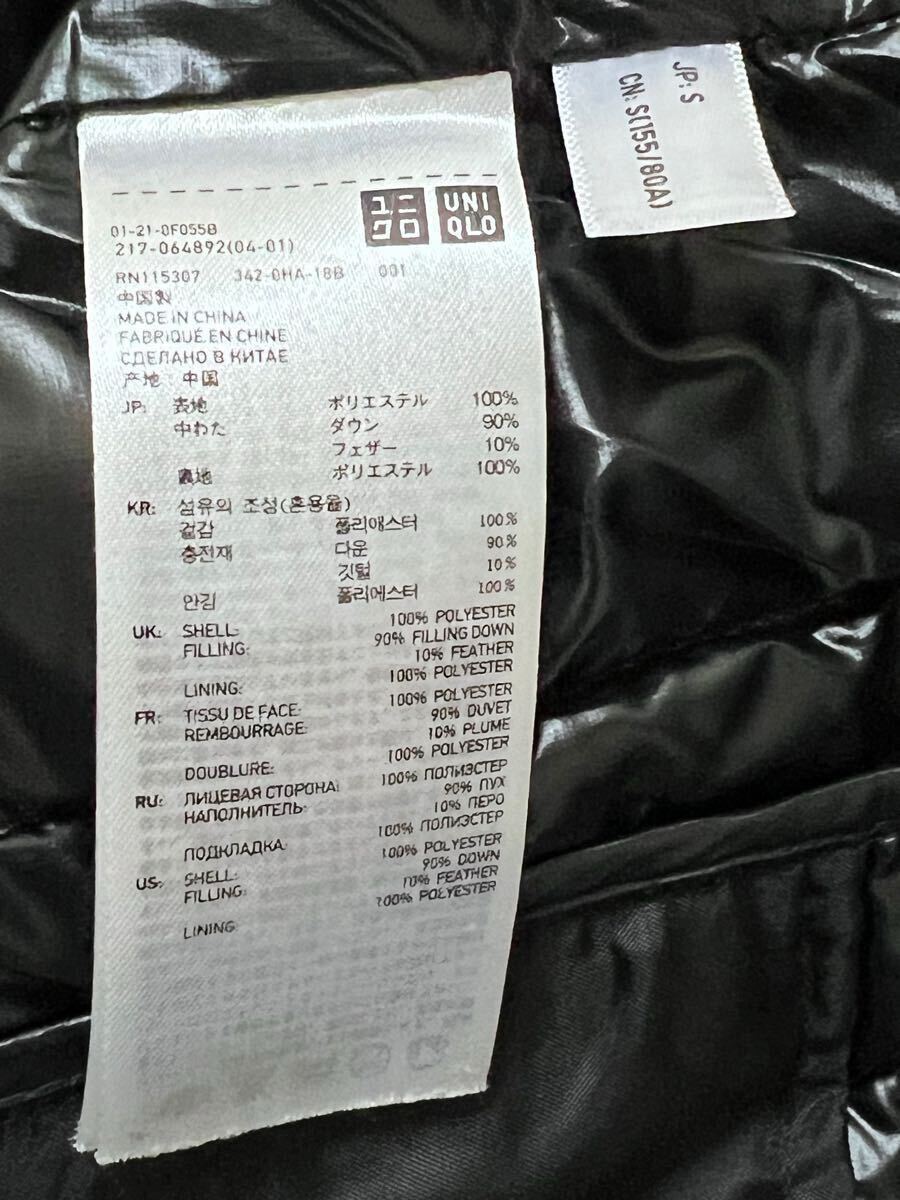 ユニ
クロ
UNI
QLO
01-21-0F055B
217-064892(04-01)
RN115307 342-0HA-18B 001
中国製
MADE IN CHINA
FABRIQUÉ EN CHINE
СДЕЛАНО В КИТАЕ
产地 中国
JP: 表地 ポリエステル 100%
中わた ダウン 90%
フェザー 10%
裏地 ポリエステル 100%
KR: 섬유의 조성(혼용율)
겉감 폴리에스터 100%
충전재 다운 90%
깃털 10%
안감 폴리에스터 100%
UK: SHELL: 100% POLYESTER
FILLING: 90% FILLING DOWN
10% FEATHER
LINING: 100% POLYESTER
FR: TISSU DE FACE: 100% POLYESTER
REMBOURRAGE: 90% DUVET
10% PLUME
DOUBLURE: 100% POLYESTER
RU: ЛИЦЕВАЯ СТОРОНА: 100% ПОЛИЭСТЕР
НАПОЛНИТЕЛЬ: 90% ПУХ
10% ПЕРО
ПОДКЛАДКА: 100% ПОЛИЭСТЕР
US: SHELL: 100% POLYESTER
FILLING: 90% DOWN
10% FEATHER
LINING: 100% POLYESTER
JP: S
CN: S(155/80A)